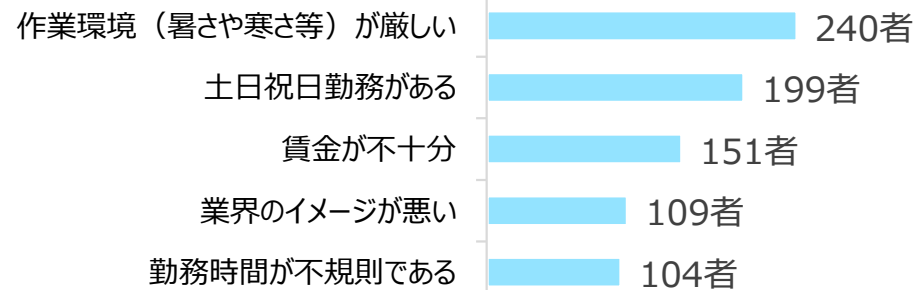 作業環境（暑さや寒さ等）が厳しい 240者
土日祝日勤務がある 199者
賃金が不十分 151者
業界のイメージが悪い 109者
勤務時間が不規則である 104者